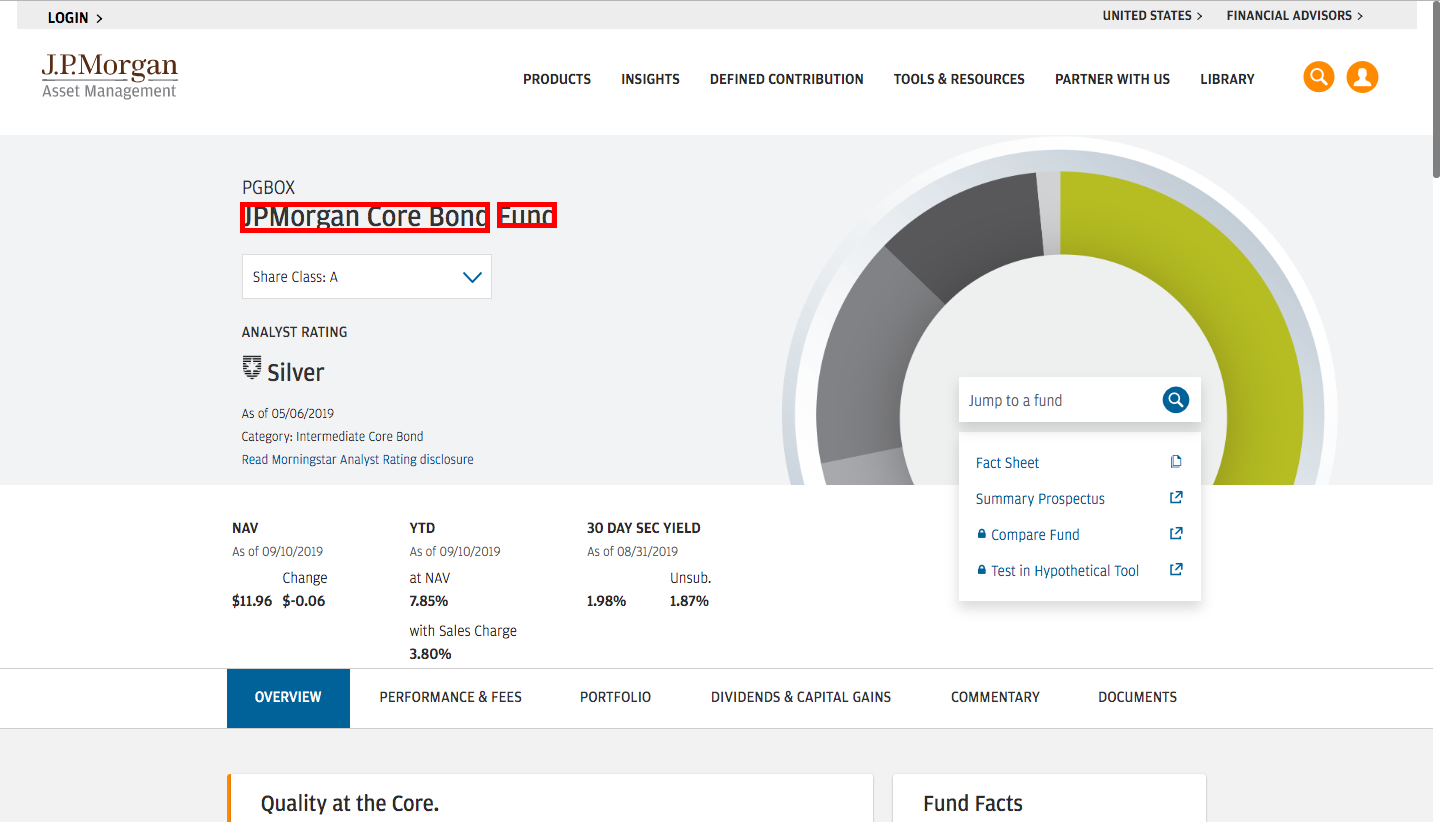 LOGIN >
UNITED STATES > FINANCIAL ADVISORS >
J.P.Morgan
Asset Management
PRODUCTS INSIGHTS DEFINED CONTRIBUTION TOOLS & RESOURCES PARTNER WITH US LIBRARY
PGBOX
JPMorgan Core Bond Fund
Share Class: A
ANALYST RATING
Silver
As of 05/06/2019
Category: Intermediate Core Bond
Read Morningstar Analyst Rating disclosure
Jump to a fund
Fact Sheet
Summary Prospectus
Compare Fund
Test in Hypothetical Tool
NAV
As of 09/10/2019
Change
$11.96 $-0.06
YTD
As of 09/10/2019
at NAV
7.85%
with Sales Charge
3.80%
30 DAY SEC YIELD
As of 08/31/2019
Unsub.
1.98% 1.87%
OVERVIEW PERFORMANCE & FEES PORTFOLIO DIVIDENDS & CAPITAL GAINS COMMENTARY DOCUMENTS
Quality at the Core.
Fund Facts